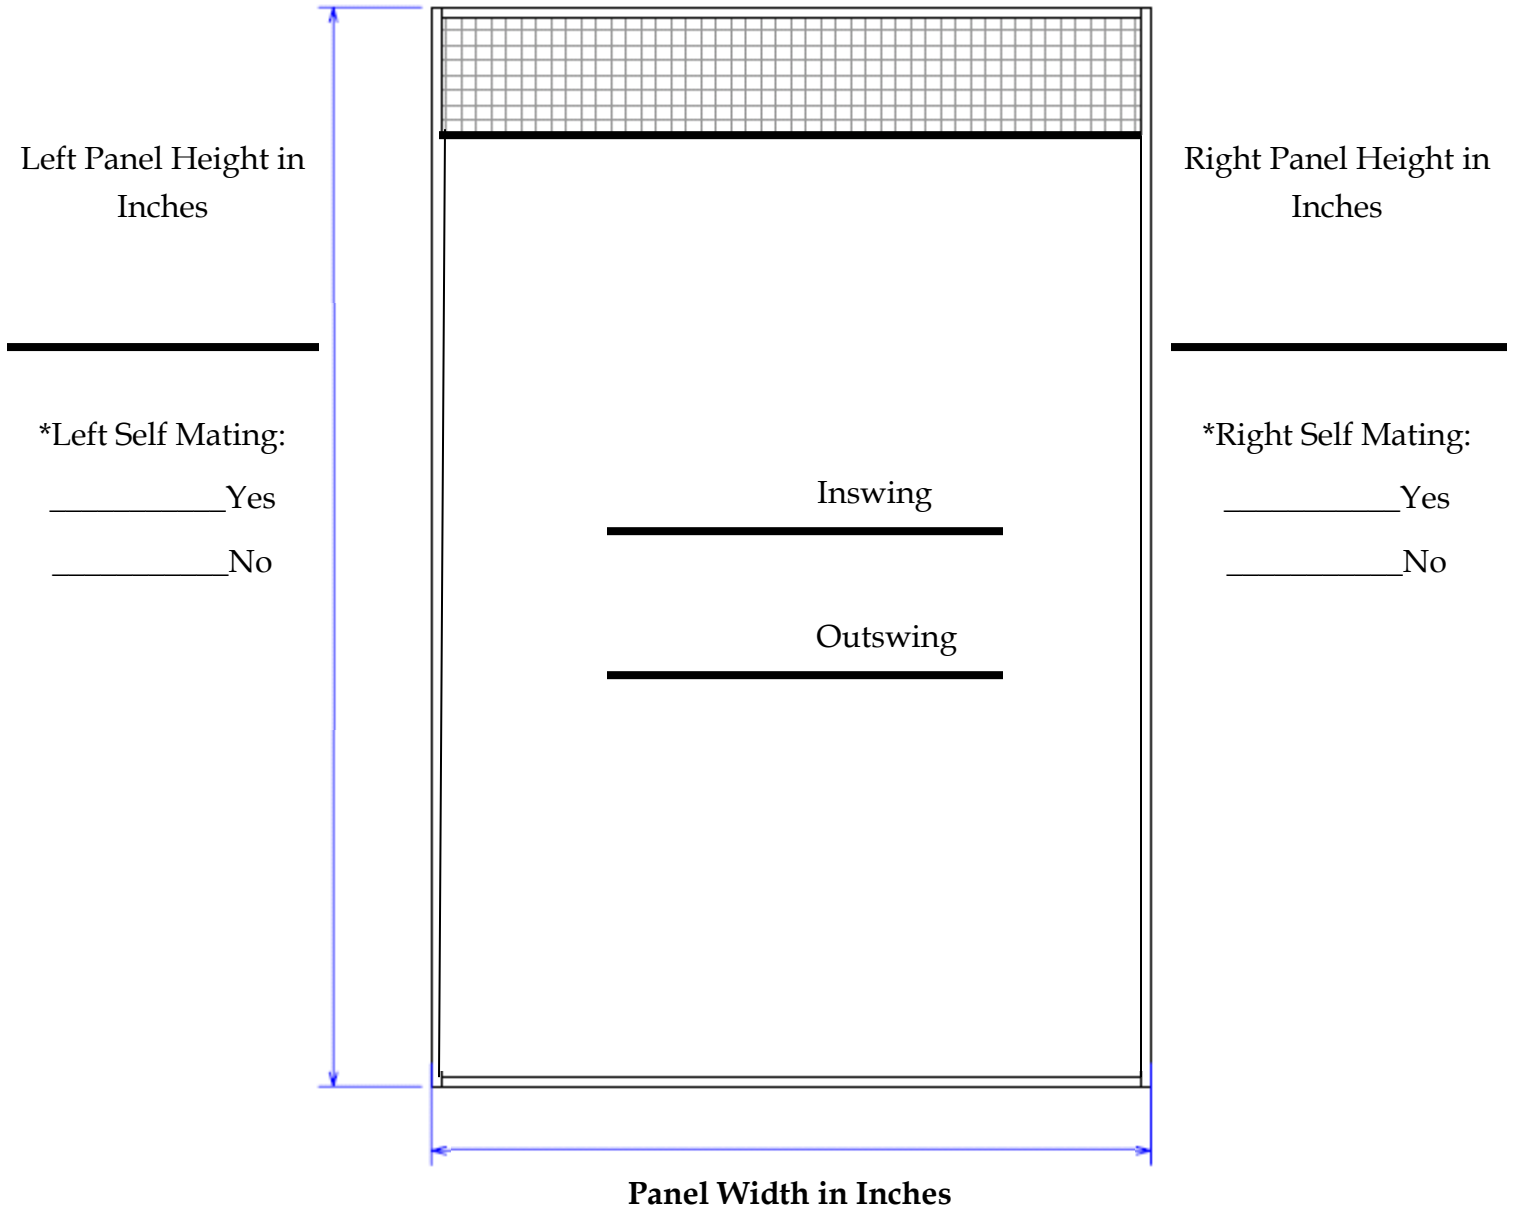 Left Panel Height in
Inches
*Left Self Mating:
___________Yes
___________No
Inswing
Outswing
Right Panel Height in
Inches
*Right Self Mating:
___________Yes
___________No
Panel Width in Inches